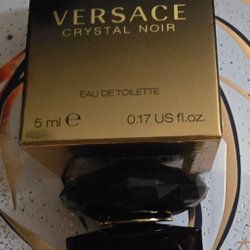 VERSACE
CRYSTAL NOIR
EAU DE TOILETTE
5 ml ℮ 0.17 US fl.oz.